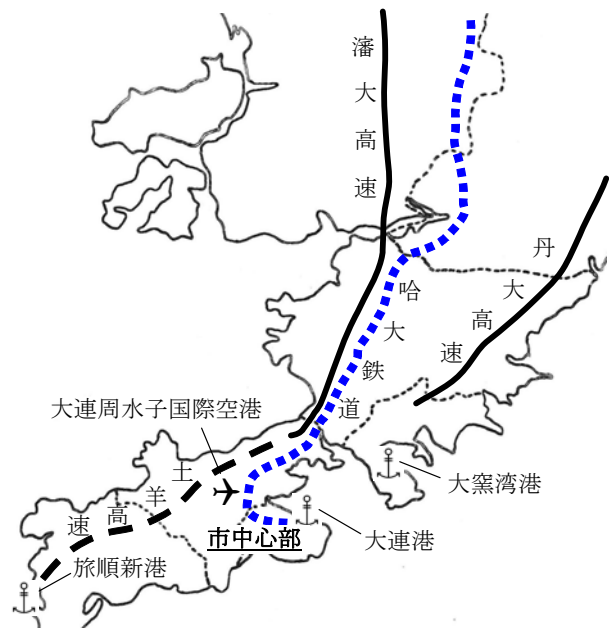 瀋大高速
丹大高速
哈大鉄道
大連周水子国際空港
土羊高速
大窯湾港
市中心部
大連港
旅順新港